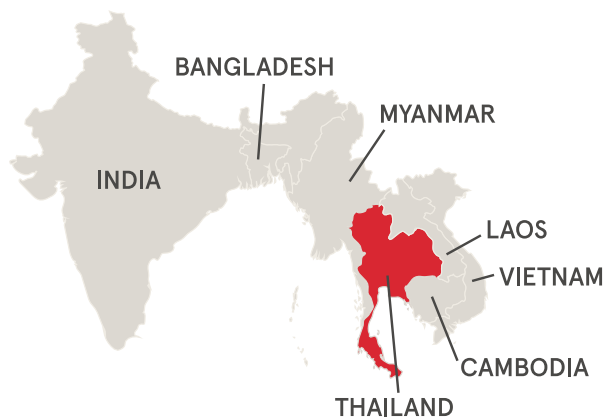 BANGLADESH
MYANMAR
INDIA
LAOS
VIETNAM
CAMBODIA
THAILAND